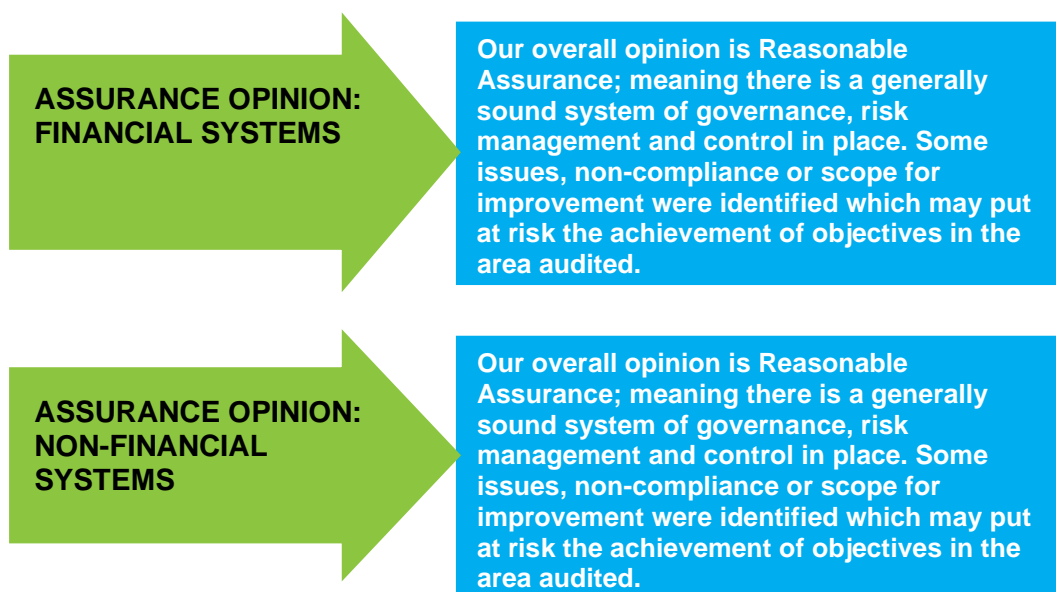 ASSURANCE OPINION:
FINANCIAL SYSTEMS
Our overall opinion is Reasonable
Assurance; meaning there is a generally
sound system of governance, risk
management and control in place. Some
issues, non-compliance or scope for
improvement were identified which may put
at risk the achievement of objectives in the
area audited.
ASSURANCE OPINION:
NON-FINANCIAL
SYSTEMS
Our overall opinion is Reasonable
Assurance; meaning there is a generally
sound system of governance, risk
management and control in place. Some
issues, non-compliance or scope for
improvement were identified which may put
at risk the achievement of objectives in the
area audited.